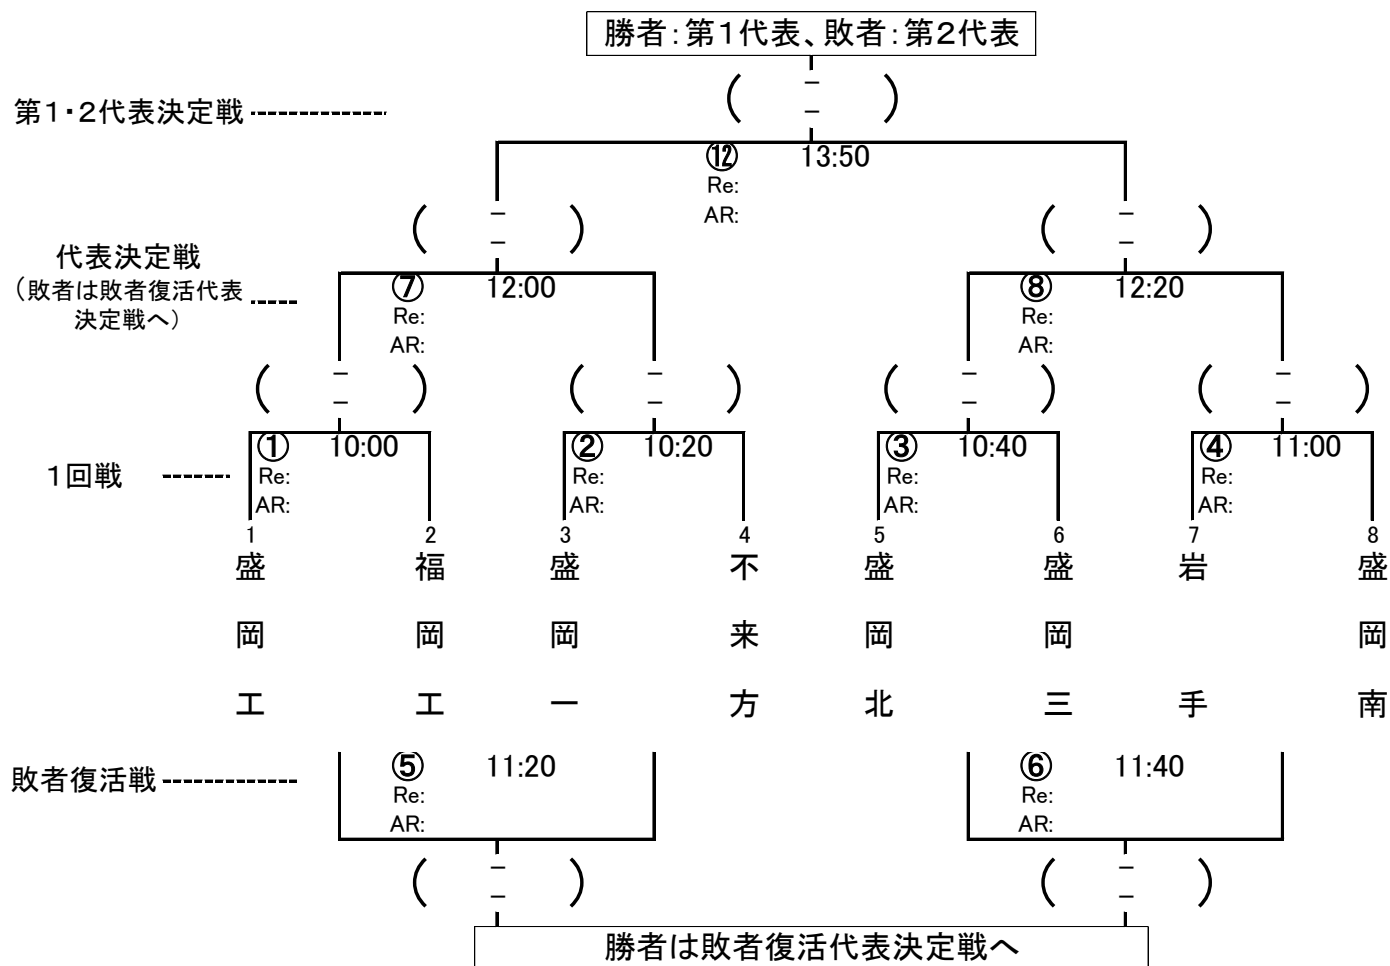 勝者：第１代表、敗者：第２代表
( － － )
第１・２代表決定戦
⑫ 13:50
Re:
AR:
( － － ) ( － － )
代表決定戦
（敗者は敗者復活代表
決定戦へ）
⑦ 12:00 ⑧ 12:20
Re: Re:
AR: AR:
( － － ) ( － － ) ( － － ) ( － － )
① 10:00 ② 10:20 ③ 10:40 ④ 11:00
１回戦
Re: Re: Re: Re:
AR: AR: AR: AR:
1 2 3 4 5 6 7 8
盛岡工
福岡工
盛岡一
不来方
盛岡北
盛岡三
岩手
盛岡南
敗者復活戦
⑤ 11:20 ⑥ 11:40
Re: Re:
AR: AR:
( － － ) ( － － )
勝者は敗者復活代表決定戦へ